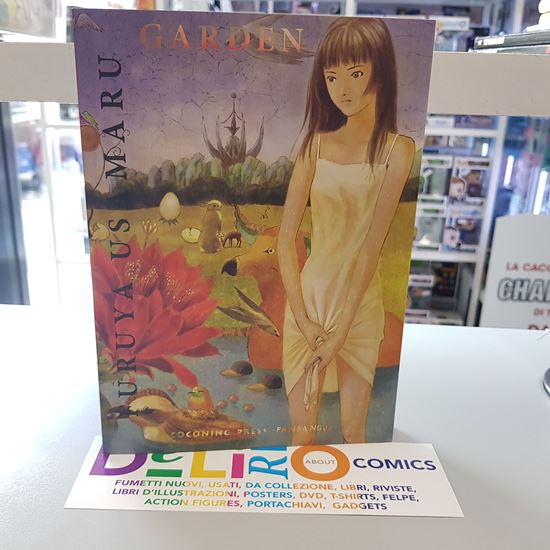 GARDEN
FURUYA USAMARU
COCONINO PRESS - FANDANGO
DELIRO ABOUT COMICS
FUMETTI NUOVI, USATI, DA COLLEZIONE, LIBRI, RIVISTE,
LIBRI D'ILLUSTRAZIONI, POSTERS, DVD, T-SHIRTS, FELPE,
ACTION FIGURES, PORTACHIAVI, GADGETS
LA CACC
CHA
DI T